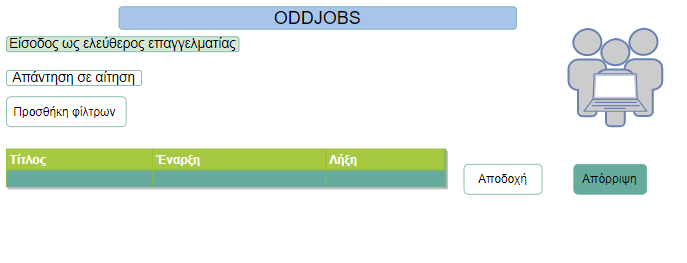 ODDJOBS
Είσοδος ως ελεύθερος επαγγελματίας
Απάντηση σε αίτηση
Προσθήκη φίλτρων
Τίτλος Έναρξη Λήξη
Αποδοχή Απόρριψη